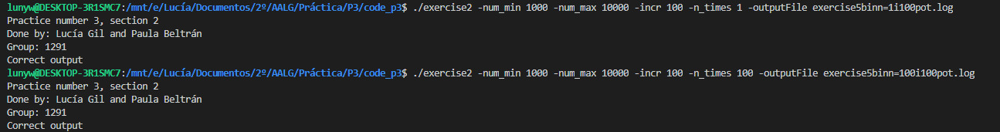 lunyw@DESKTOP-3R1SMC7:/mnt/e/Lucía/Documentos/2º/AALG/Práctica/P3/code_p3$ ./exercise2 -num_min 1000 -num_max 10000 -incr 100 -n_times 1 -outputFile exercise5binn=1i100pot.log
Practice number 3, section 2
Done by: Lucía Gil and Paula Beltrán
Group: 1291
Correct output
lunyw@DESKTOP-3R1SMC7:/mnt/e/Lucía/Documentos/2º/AALG/Práctica/P3/code_p3$ ./exercise2 -num_min 1000 -num_max 10000 -incr 100 -n_times 100 -outputFile exercise5binn=100i100pot.log
Practice number 3, section 2
Done by: Lucía Gil and Paula Beltrán
Group: 1291
Correct output